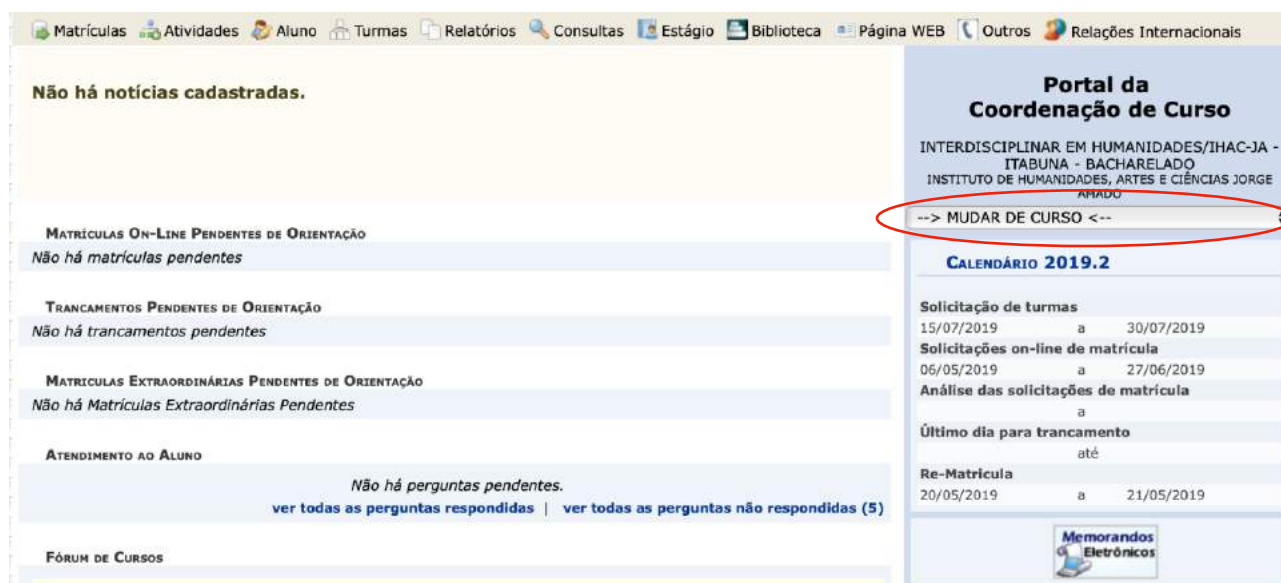 Matrículas Atividades Aluno Turmas Relatórios Consultas Estágio Biblioteca Página WEB Outros Relações Internacionais
Não há notícias cadastradas.
MATRÍCULAS ON-LINE PENDENTES DE ORIENTAÇÃO
Não há matrículas pendentes
TRANCAMENTOS PENDENTES DE ORIENTAÇÃO
Não há trancamentos pendentes
MATRICULAS EXTRAORDINÁRIAS PENDENTES DE ORIENTAÇÃO
Não há Matrículas Extraordinárias Pendentes
ATENDIMENTO AO ALUNO
Não há perguntas pendentes.
ver todas as perguntas respondidas | ver todas as perguntas não respondidas (5)
FÓRUM DE CURSOS
Portal da
Coordenação de Curso
INTERDISCIPLINAR EM HUMANIDADES/IHAC-JA -
ITABUNA - BACHARELADO
INSTITUTO DE HUMANIDADES, ARTES E CIÊNCIAS JORGE
AMADO
--> MUDAR DE CURSO <--
CALENDÁRIO 2019.2
Solicitação de turmas
15/07/2019 a 30/07/2019
Solicitações on-line de matrícula
06/05/2019 a 27/06/2019
Análise das solicitações de matrícula
a
Último dia para trancamento
até
Re-Matricula
20/05/2019 a 21/05/2019
Memorandos
Eletrônicos